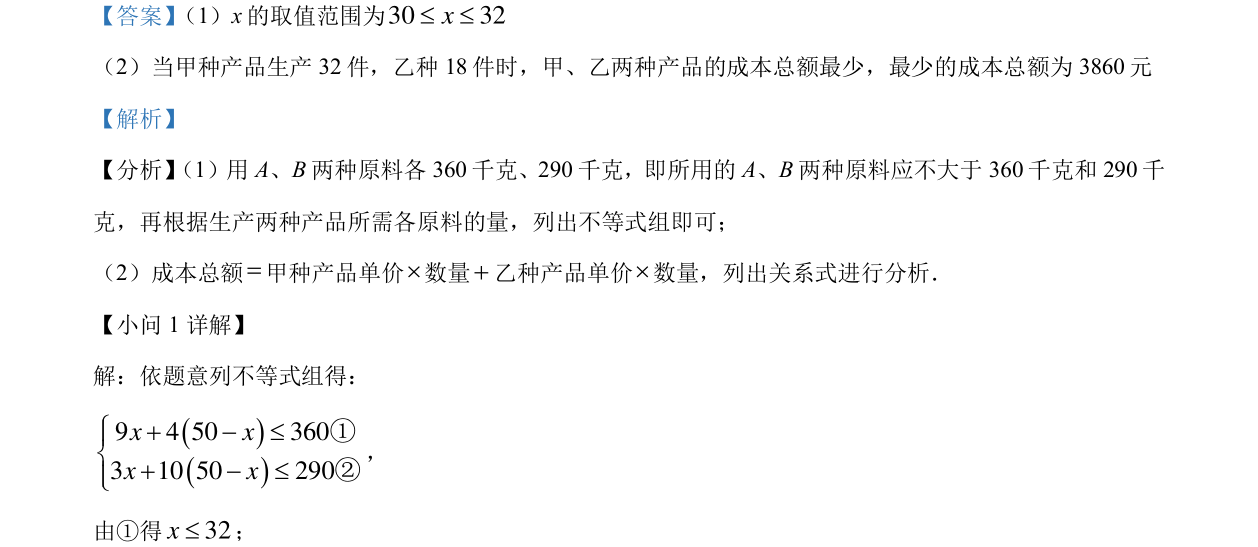 【答案】（1）x 的取值范围为30 ≤ x ≤ 32
（2）当甲种产品生产 32 件，乙种 18 件时，甲、乙两种产品的成本总额最少，最少的成本总额为 3860 元
【解析】
【分析】（1）用 A、B 两种原料各 360 千克、290 千克，即所用的 A、B 两种原料应不大于 360 千克和 290 千
克，再根据生产两种产品所需各原料的量，列出不等式组即可；
（2）成本总额＝甲种产品单价×数量＋乙种产品单价×数量，列出关系式进行分析．
【小问 1 详解】
解：依题意列不等式组得：
9x + 4(50 − x) ≤ 360①
3x +10(50 − x) ≤ 290②，
由①得 x ≤ 32；